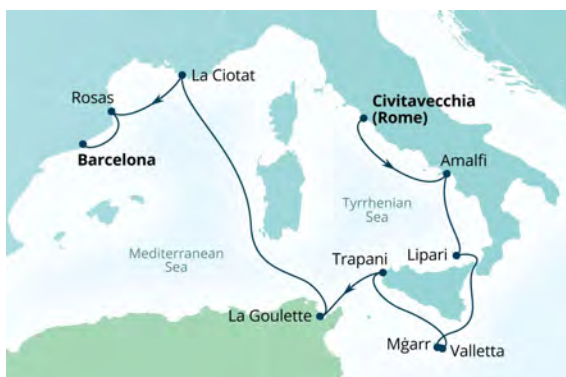 La Ciotat
Rosas
Barcelona
Civitavecchia
(Rome)
Amalfi
Tyrrhenian
Sea
Mediterranean
Sea
Trapani
Lipari
La Goulette
Mġarr
Valletta